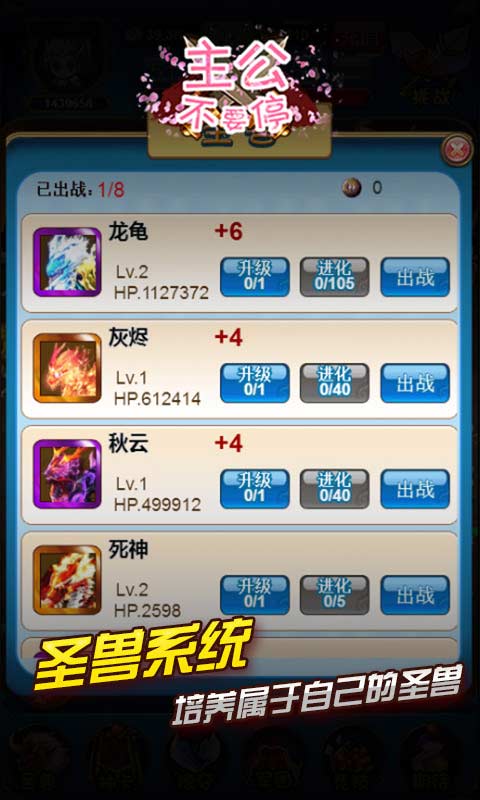 主公
不要停
1439658
挑战
已出战: 1/8
0
龙龟 +6
Lv.2
HP.1127372
升级 0/1
进化 0/105
出战
灰烬 +4
Lv.1
HP.612414
升级 0/1
进化 0/40
出战
秋云 +4
Lv.1
HP.499912
升级 0/1
进化 0/40
出战
死神
Lv.2
HP.2598
升级 0/1
进化 0/5
出战
圣兽系统
培养属于自己的圣兽